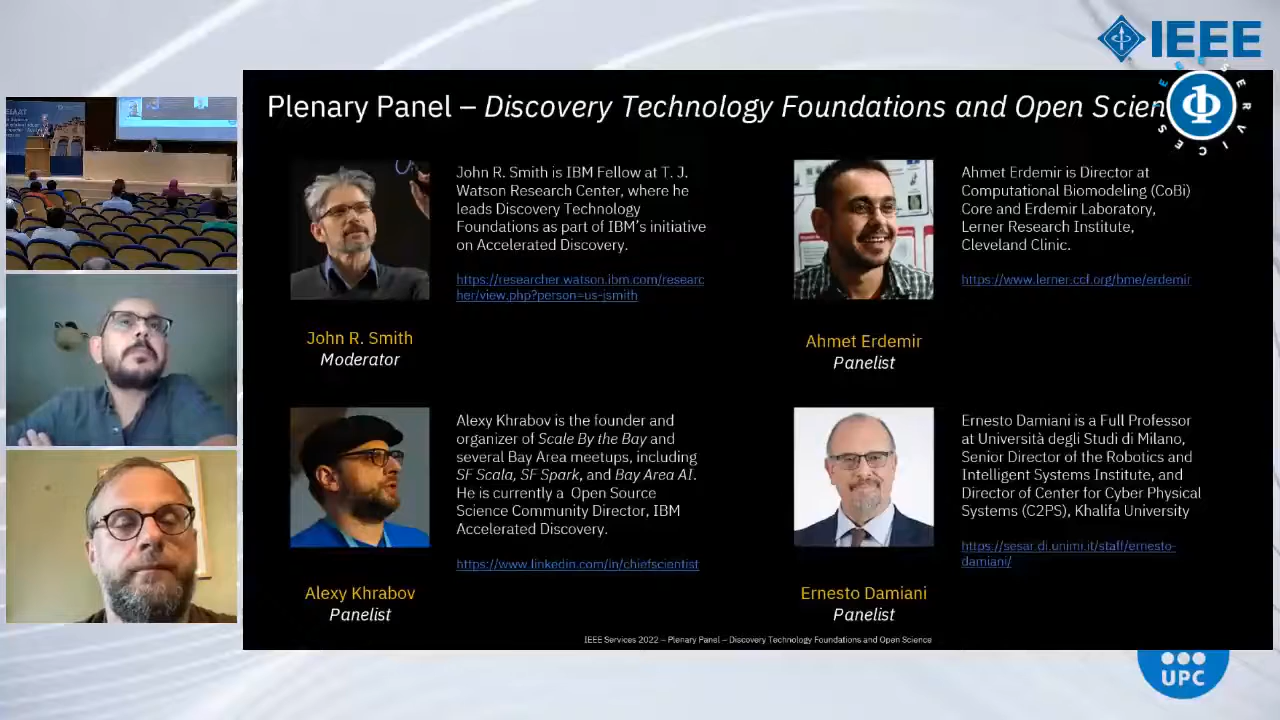 IEEE
IEEE SERVICES
Plenary Panel – Discovery Technology Foundations and Open Scien
John R. Smith is IBM Fellow at T. J.
Watson Research Center, where he
leads Discovery Technology
Foundations as part of IBM's initiative
on Accelerated Discovery.
https://researcher.watson.ibm.com/researc
her/view.php?person=us-jsmith
John R. Smith
Moderator
Ahmet Erdemir is Director at
Computational Biomodeling (CoBi)
Core and Erdemir Laboratory,
Lerner Research Institute,
Cleveland Clinic.
https://www.lerner.ccf.org/bme/erdemir
Ahmet Erdemir
Panelist
Alexy Khrabov is the founder and
organizer of Scale By the Bay and
several Bay Area meetups, including
SF Scala, SF Spark, and Bay Area AI.
He is currently a Open Source
Science Community Director, IBM
Accelerated Discovery.
https://www.linkedin.com/in/chiefscientist
Alexy Khrabov
Panelist
Ernesto Damiani is a Full Professor
at Università degli Studi di Milano,
Senior Director of the Robotics and
Intelligent Systems Institute, and
Director of Center for Cyber Physical
Systems (C2PS), Khalifa University
https://sesar.di.unimi.it/staff/ernesto-
damiani/
Ernesto Damiani
Panelist
IEEE Services 2022 – Plenary Panel – Discovery Technology Foundations and Open Science
UPC